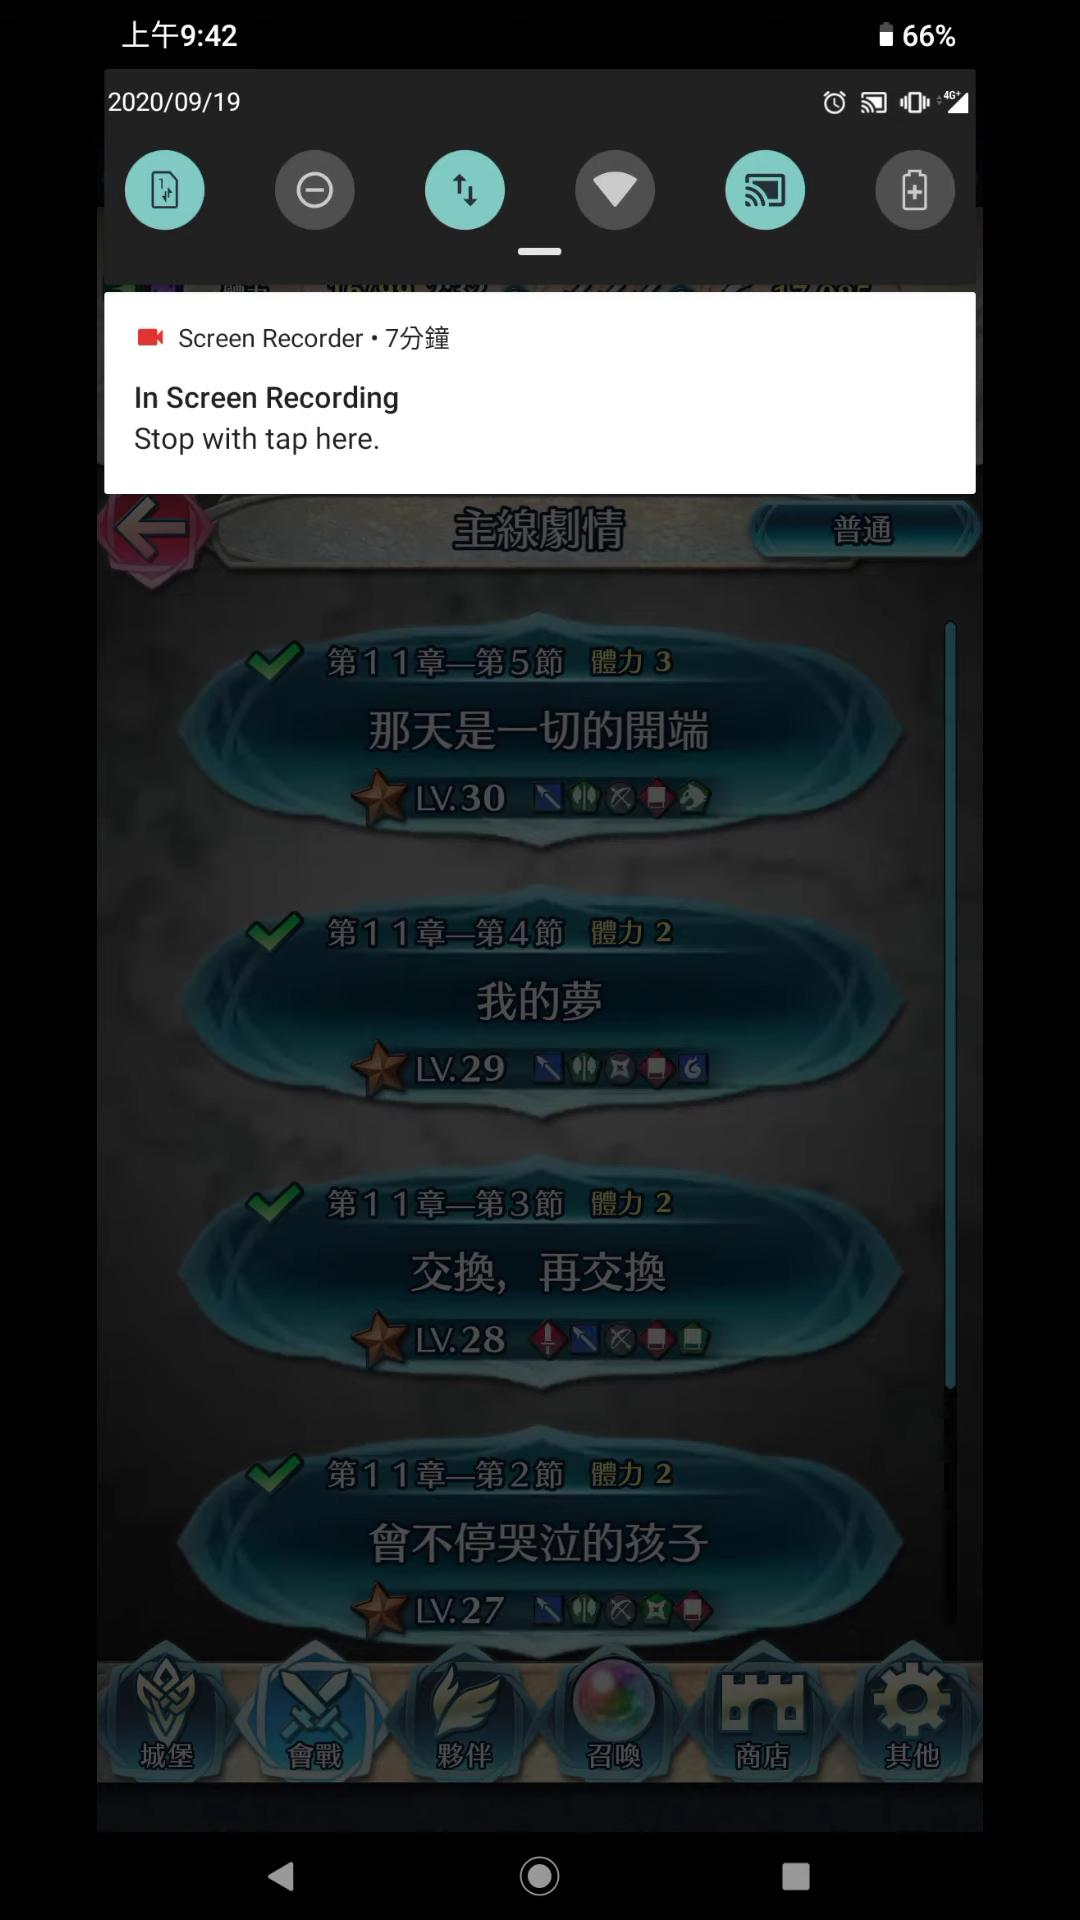 上午9:42
66%
2020/09/19
4G+
Screen Recorder • 7分鐘
In Screen Recording
Stop with tap here.
主線劇情
普通
第11章—第5節 體力 3
那天是一切的開端
LV.30
第11章—第4節 體力 2
我的夢
LV.29
第11章—第3節 體力 2
交換，再交換
LV.28
第11章—第2節 體力 2
曾不停哭泣的孩子
LV.27
城堡
會戰
夥伴
召喚
商店
其他